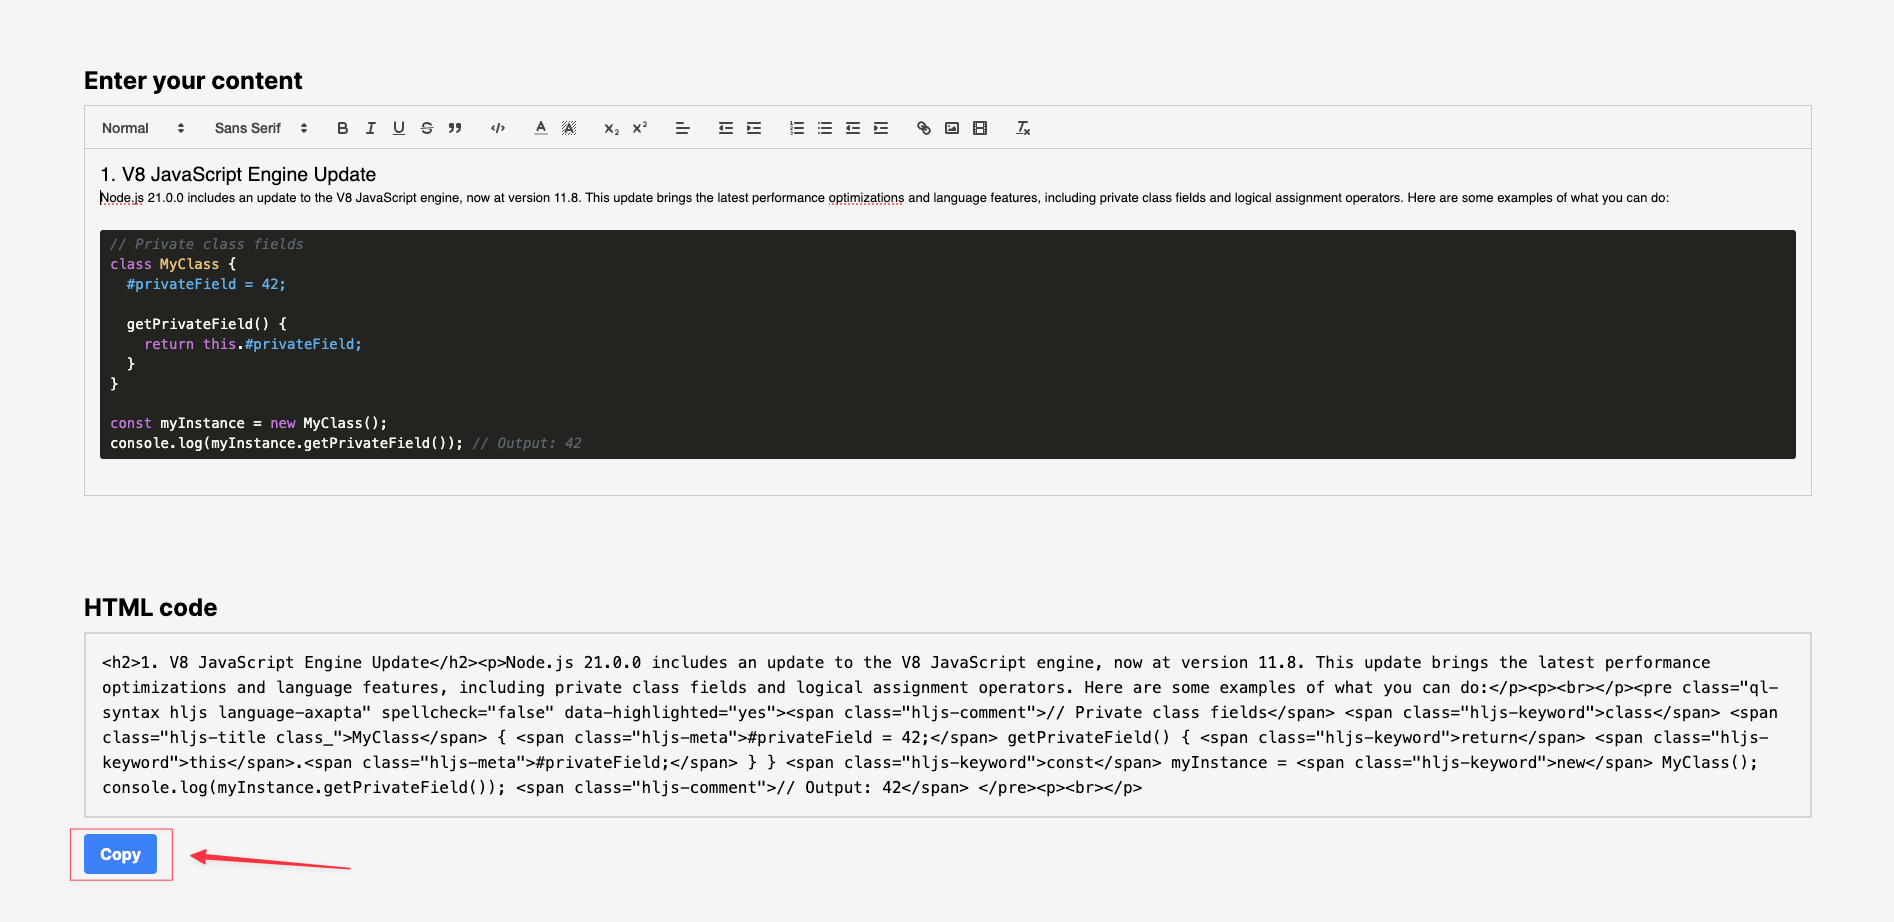 Enter your content
Normal Sans Serif B I U S ” </> A A X₂ X² Tx
1. V8 JavaScript Engine Update
Node.js 21.0.0 includes an update to the V8 JavaScript engine, now at version 11.8. This update brings the latest performance optimizations and language features, including private class fields and logical assignment operators. Here are some examples of what you can do:
// Private class fields
class MyClass {
  #privateField = 42;
  getPrivateField() {
    return this.#privateField;
  }
}
const myInstance = new MyClass();
console.log(myInstance.getPrivateField()); // Output: 42
HTML code
<h2>1. V8 JavaScript Engine Update</h2><p>Node.js 21.0.0 includes an update to the V8 JavaScript engine, now at version 11.8. This update brings the latest performance
optimizations and language features, including private class fields and logical assignment operators. Here are some examples of what you can do:</p><p><br></p><pre class="ql-
syntax hljs language-axapta" spellcheck="false" data-highlighted="yes"><span class="hljs-comment">// Private class fields</span> <span class="hljs-keyword">class</span> <span
class="hljs-title class_">MyClass</span> { <span class="hljs-meta">#privateField = 42;</span> getPrivateField() { <span class="hljs-keyword">return</span> <span class="hljs-
keyword">this</span>.<span class="hljs-meta">#privateField;</span> } } <span class="hljs-keyword">const</span> myInstance = <span class="hljs-keyword">new</span> MyClass();
console.log(myInstance.getPrivateField()); <span class="hljs-comment">// Output: 42</span> </pre><p><br></p>
Copy